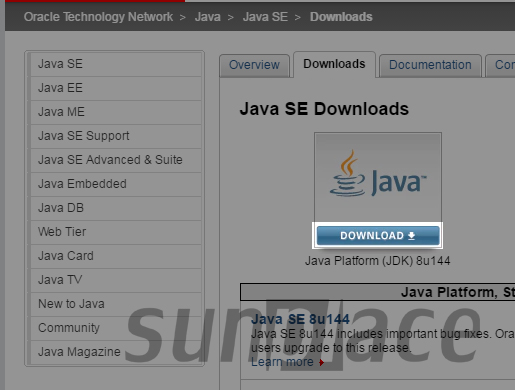 Oracle Technology Network > Java > Java SE > Downloads
Java SE
Java EE
Java ME
Java SE Support
Java SE Advanced & Suite
Java Embedded
Java DB
Web Tier
Java Card
Java TV
New to Java
Community
Java Magazine
Overview
Downloads
Documentation
Java SE Downloads
Java™
DOWNLOAD
Java Platform (JDK) 8u144
Java Platform, St
Java SE 8u144
Java SE 8u144 includes important bug fixes. Ora
users upgrade to this release.
Learn more